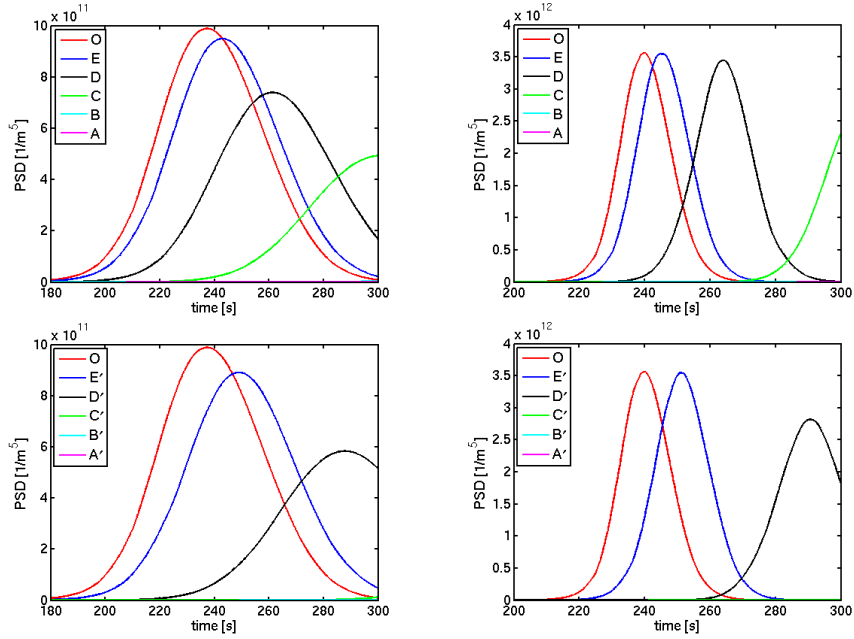 x 10^11
10
8
6
4
2
0
PSD [1/m^5]
O
E
D
C
B
A
180 200 220 240 260 280 300
time [s]
x 10^12
4
3.5
3
2.5
2
1.5
1
0.5
0
PSD [1/m^5]
O
E
D
C
B
A
200 220 240 260 280 300
time [s]
x 10^11
10
8
6
4
2
0
PSD [1/m^5]
O
E′
D′
C′
B′
A′
180 200 220 240 260 280 300
time [s]
x 10^12
4
3.5
3
2.5
2
1.5
1
0.5
0
PSD [1/m^5]
O
E′
D′
C′
B′
A′
200 220 240 260 280 300
time [s]